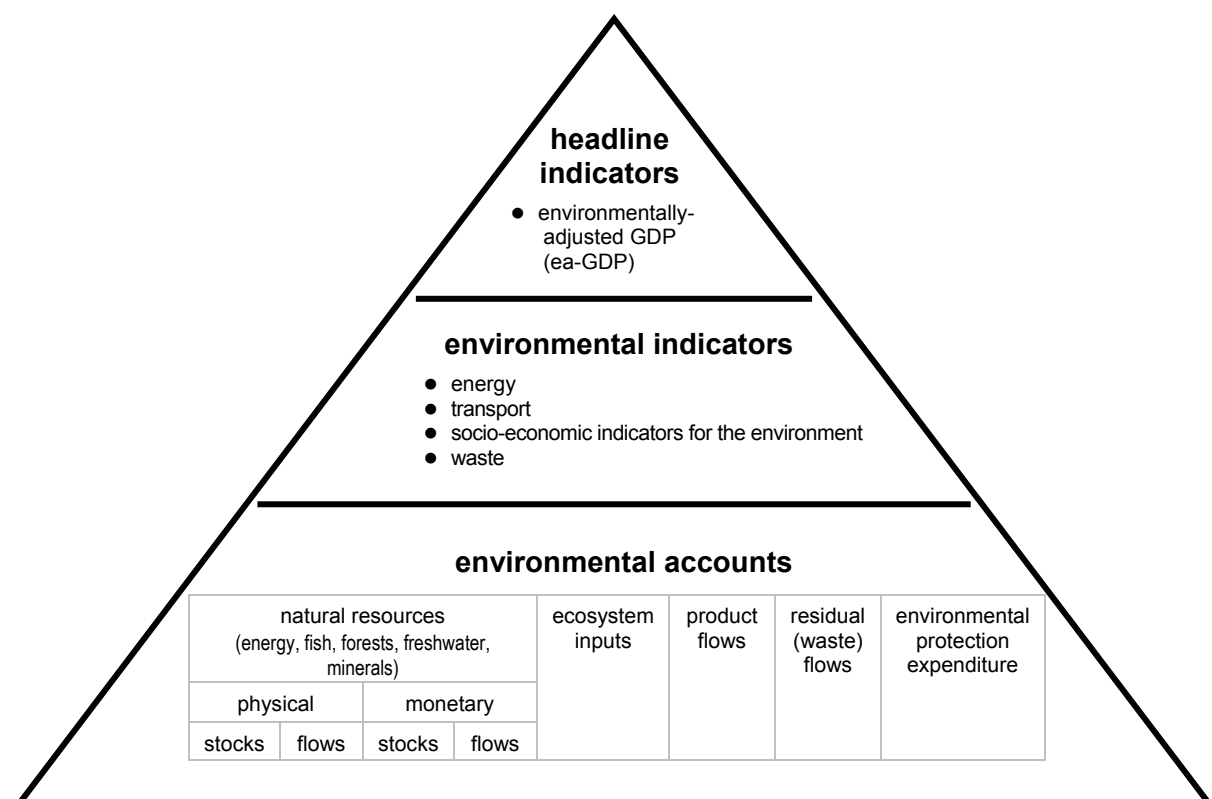 headline
indicators
● environmentally-
adjusted GDP
(ea-GDP)
environmental indicators
● energy
● transport
● socio-economic indicators for the environment
● waste
environmental accounts
natural resources
(energy, fish, forests, freshwater,
minerals)
physical
monetary
stocks
flows
stocks
flows
ecosystem
inputs
product
flows
residual
(waste)
flows
environmental
protection
expenditure